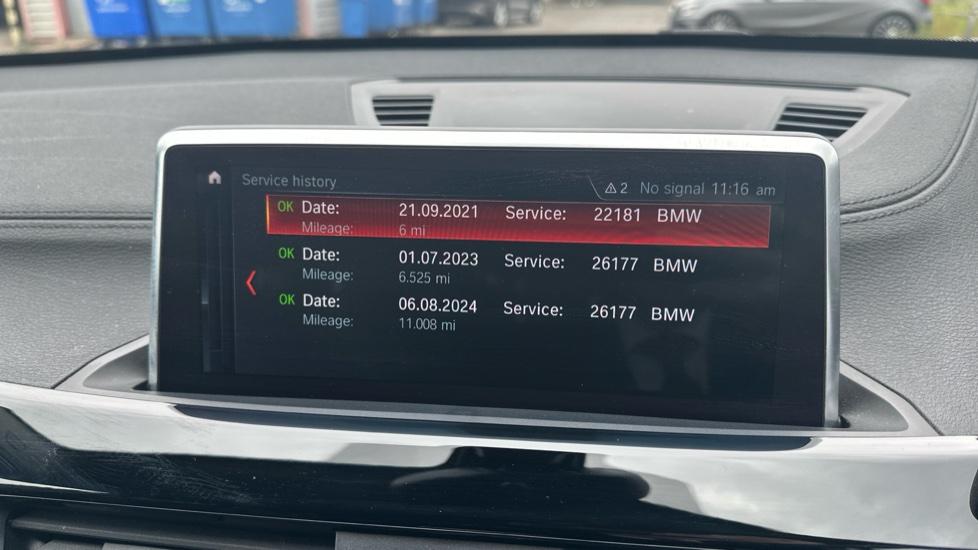 Service history 2 No signal 11:16 am
OK Date: 21.09.2021 Service: 22181 BMW
Mileage: 6 mi
OK Date: 01.07.2023 Service: 26177 BMW
Mileage: 6.525 mi
OK Date: 06.08.2024 Service: 26177 BMW
Mileage: 11.008 mi